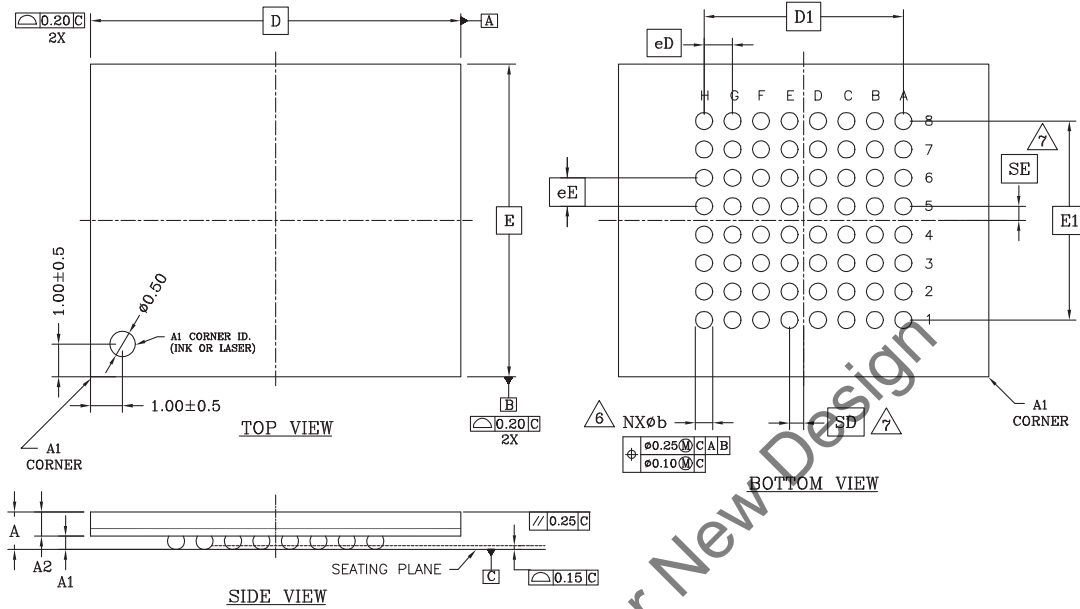 ⌓ 0.20 C
2X
D
A
E
1.00±0.5
ø0.50
A1 CORNER ID.
(INK OR LASER)
1.00±0.5
A1
CORNER
TOP VIEW
B
⌓ 0.20 C
2X
D1
eD
H G F E D C B A
8
7
6
5
4
3
2
1
7
SE
eE
E1
6 NXøb
⌖ ø0.25Ⓜ C A B
ø0.10Ⓜ C
SD 7
A1
CORNER
BOTTOM VIEW
A
A2
A1
// 0.25 C
SEATING PLANE
C
⌓ 0.15 C
SIDE VIEW
r New Design